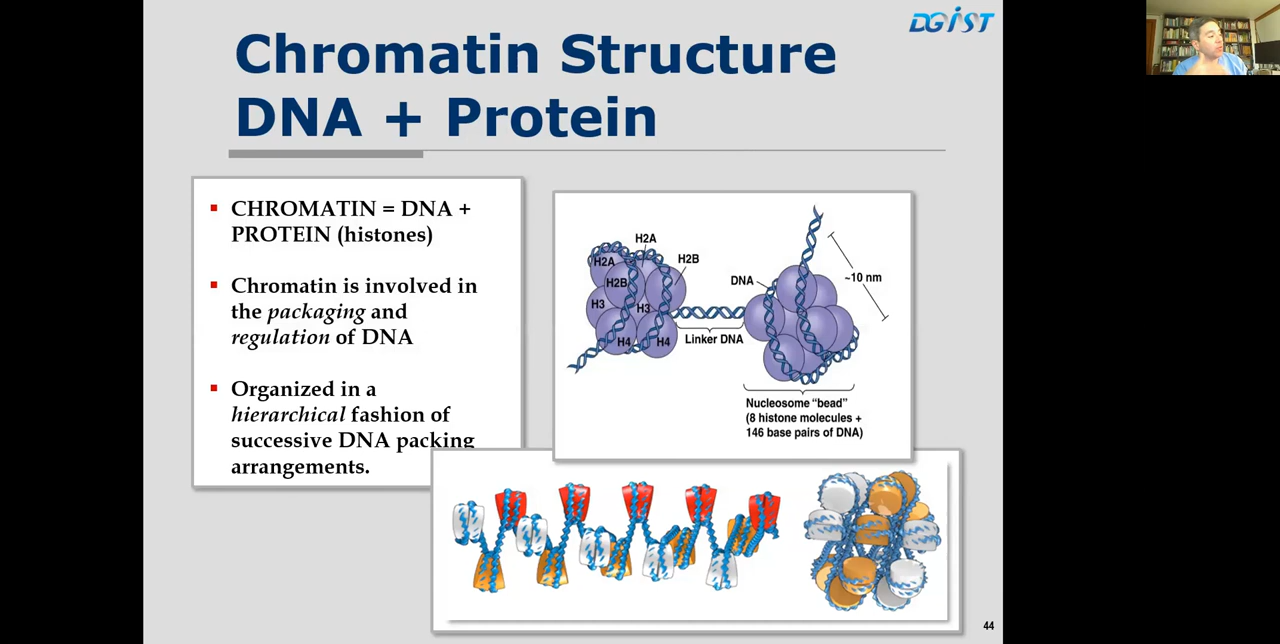 DGIST
Chromatin Structure
DNA + Protein
CHROMATIN = DNA +
PROTEIN (histones)
Chromatin is involved in
the packaging and
regulation of DNA
Organized in a
hierarchical fashion of
successive DNA packing
arrangements.
H2A
H2A
H2B
H2B
H3
H3
H4
H4
DNA
~10 nm
Linker DNA
Nucleosome “bead”
(8 histone molecules +
146 base pairs of DNA)
44